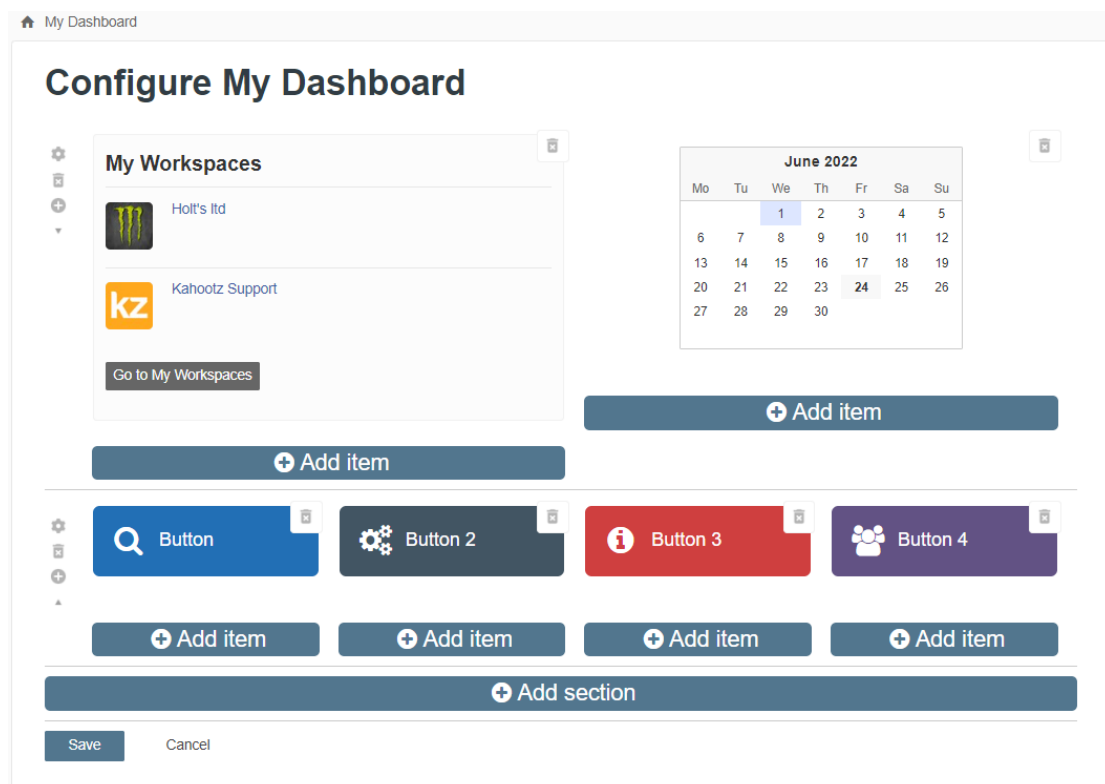 My Dashboard
Configure My Dashboard
My Workspaces
Holt's ltd
kz
Kahootz Support
Go to My Workspaces
Add item
June 2022
Mo Tu We Th Fr Sa Su
1 2 3 4 5
6 7 8 9 10 11 12
13 14 15 16 17 18 19
20 21 22 23 24 25 26
27 28 29 30
Add item
Button
Button 2
Button 3
Button 4
Add item
Add item
Add item
Add item
Add section
Save
Cancel